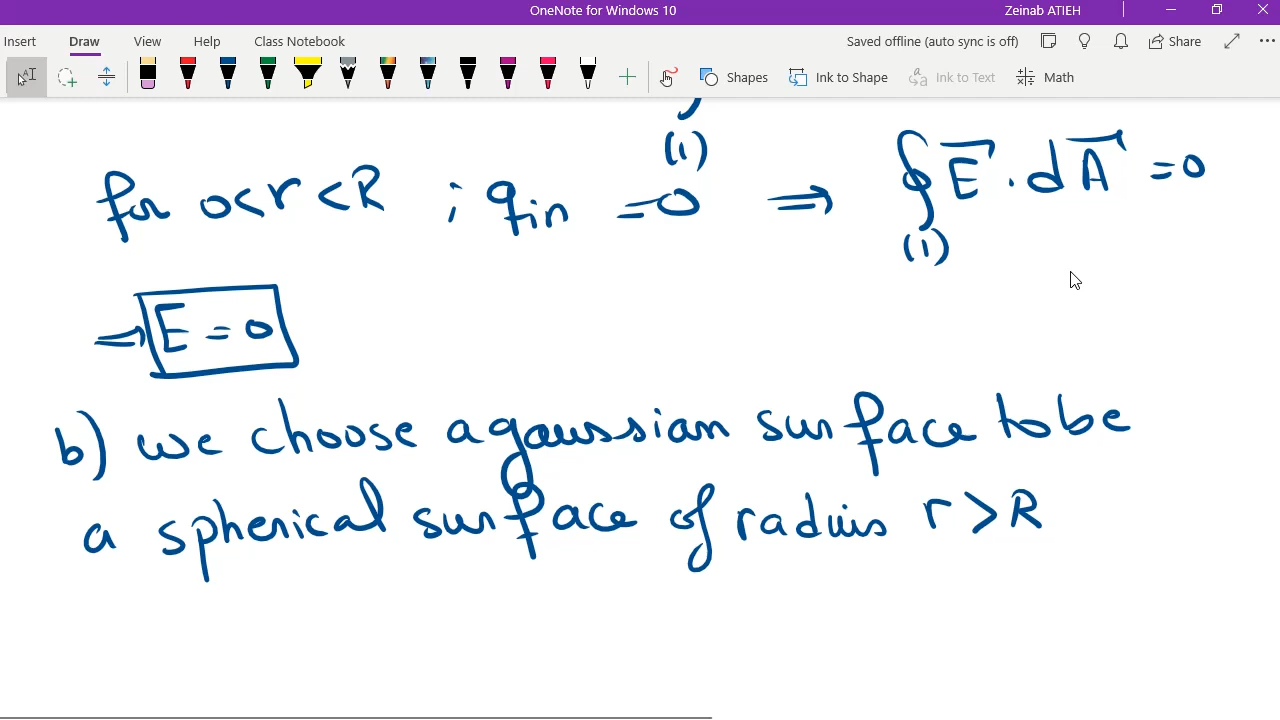 OneNote for Windows 10
Zeinab ATIEH
Insert Draw View Help Class Notebook Saved offline (auto sync is off) Share
Shapes Ink to Shape Ink to Text Math
(1)
for 0<r<R ; qin =0 ⇒ ∮ E⃗ . dA⃗ =0
(1)
⇒ E = 0
b) we choose a gaussian surface to be
a spherical surface of radius r > R